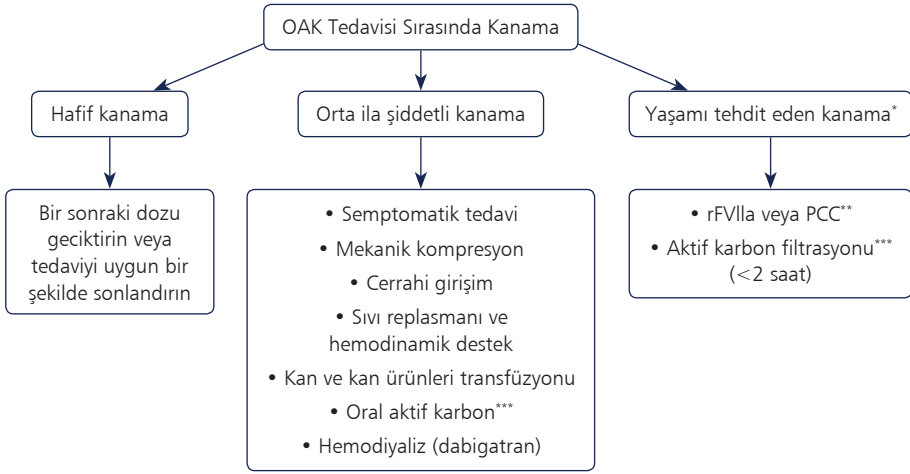 OAK Tedavisi Sırasında Kanama
Hafif kanama
Orta ila şiddetli kanama
Yaşamı tehdit eden kanama*
Bir sonraki dozu
geciktirin veya
tedaviyi uygun bir
şekilde sonlandırın
• Semptomatik tedavi
• Mekanik kompresyon
• Cerrahi girişim
• Sıvı replasmanı ve
hemodinamik destek
• Kan ve kan ürünleri transfüzyonu
• Oral aktif karbon***
• Hemodiyaliz (dabigatran)
• rFVlla veya PCC**
• Aktif karbon filtrasyonu***
(<2 saat)